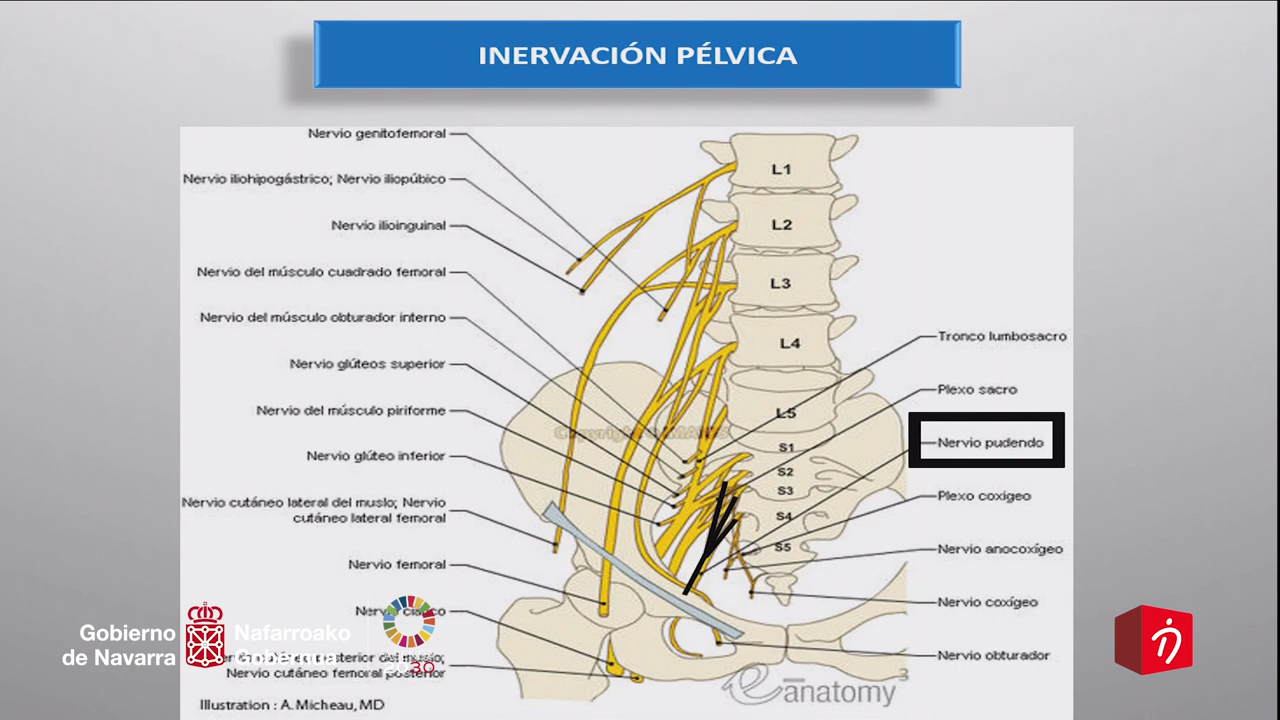 INERVACIÓN PÉLVICA
Nervio genitofemoral
Nervio iliohipogástrico; Nervio iliopúbico
Nervio ilioinguinal
Nervio del músculo cuadrado femoral
Nervio del músculo obturador interno
Nervio glúteos superior
Nervio del músculo piriforme
Nervio glúteo inferior
Nervio cutáneo lateral del muslo; Nervio
cutáneo lateral femoral
Nervio femoral
Nervio ciático
posterior del muslo;
Nervio cutáneo femoral posterior
Illustration : A. Micheau, MD
L1
L2
L3
L4
L5
S1
S2
S3
S4
S5
Copyright
Tronco lumbosacro
Plexo sacro
Nervio pudendo
Plexo coxígeo
Nervio anocoxígeo
Nervio coxígeo
Nervio obturador
e-anatomy
3
Gobierno
de Navarra
Nafarroako
Gobernua
2030